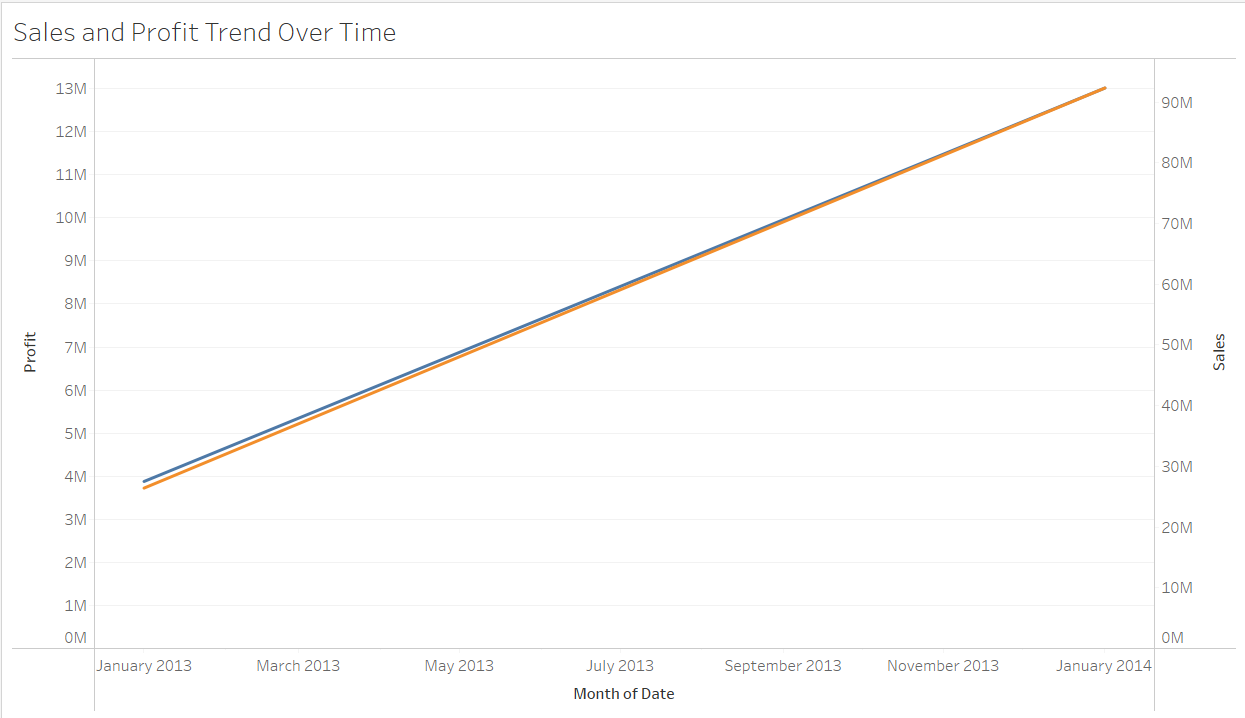 Sales and Profit Trend Over Time
13M
12M
11M
10M
9M
8M
7M
6M
5M
4M
3M
2M
1M
0M
Profit
90M
80M
70M
60M
50M
40M
30M
20M
10M
0M
Sales
January 2013 March 2013 May 2013 July 2013 September 2013 November 2013 January 2014
Month of Date